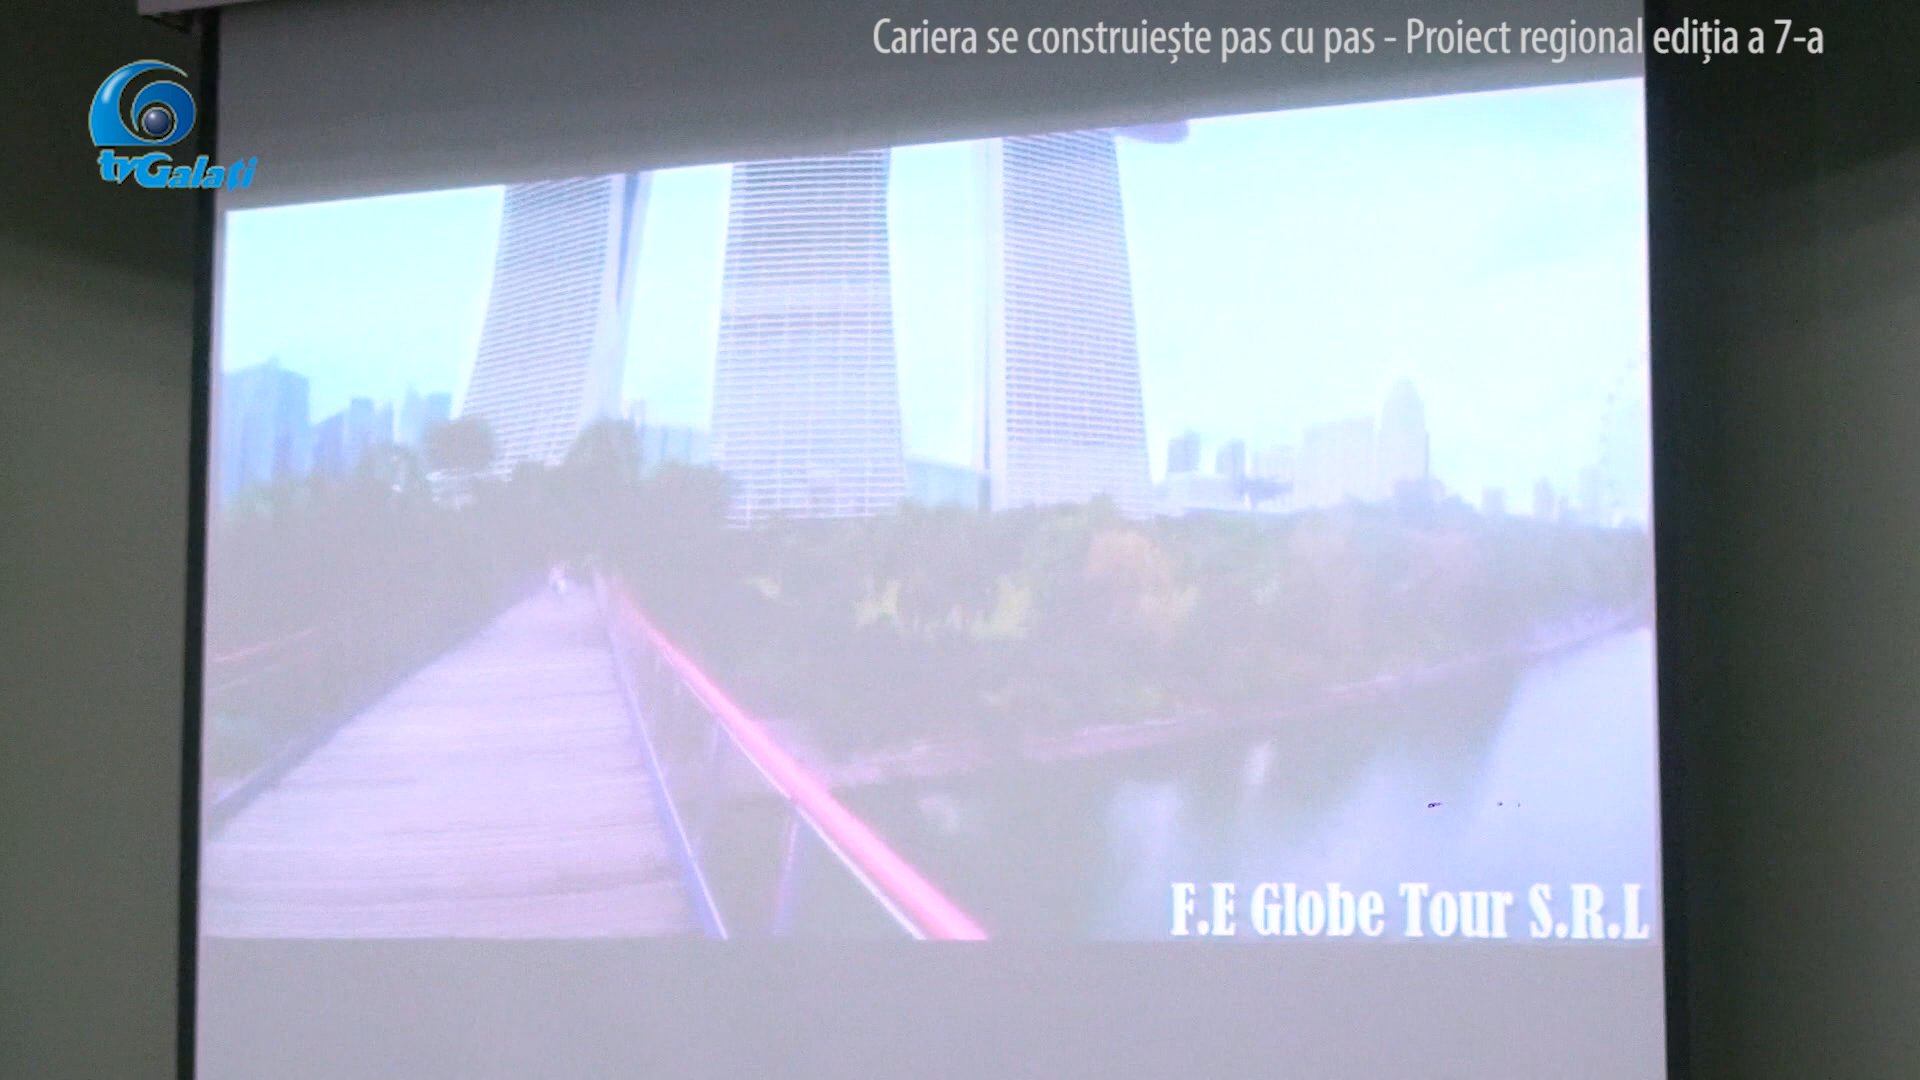 Cariera se construiește pas cu pas - Proiect regional ediția a 7-a
tvGalați
F.E Globe Tour S.R.L